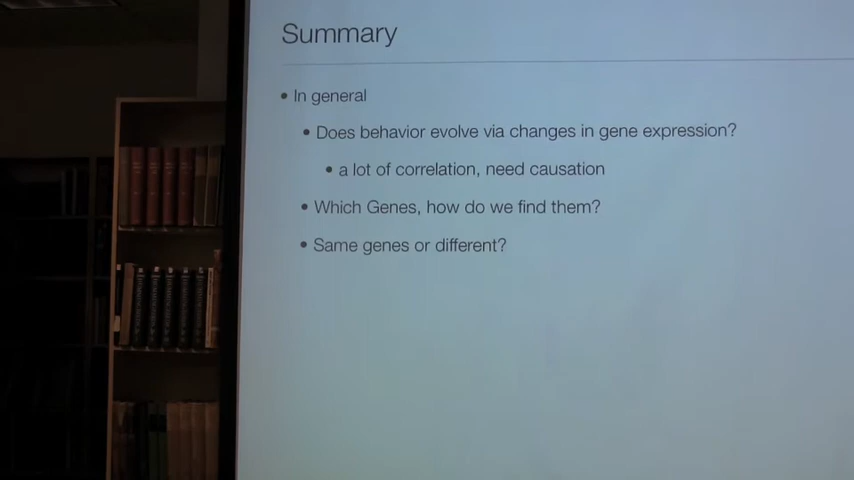 Summary
• In general
• Does behavior evolve via changes in gene expression?
• a lot of correlation, need causation
• Which Genes, how do we find them?
• Same genes or different?